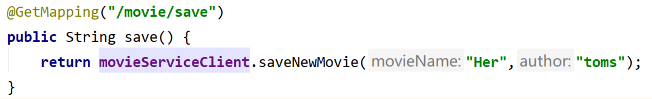 @GetMapping("/movie/save")
public String save() {
    return movieServiceClient.saveNewMovie( movieName: "Her", author: "toms");
}